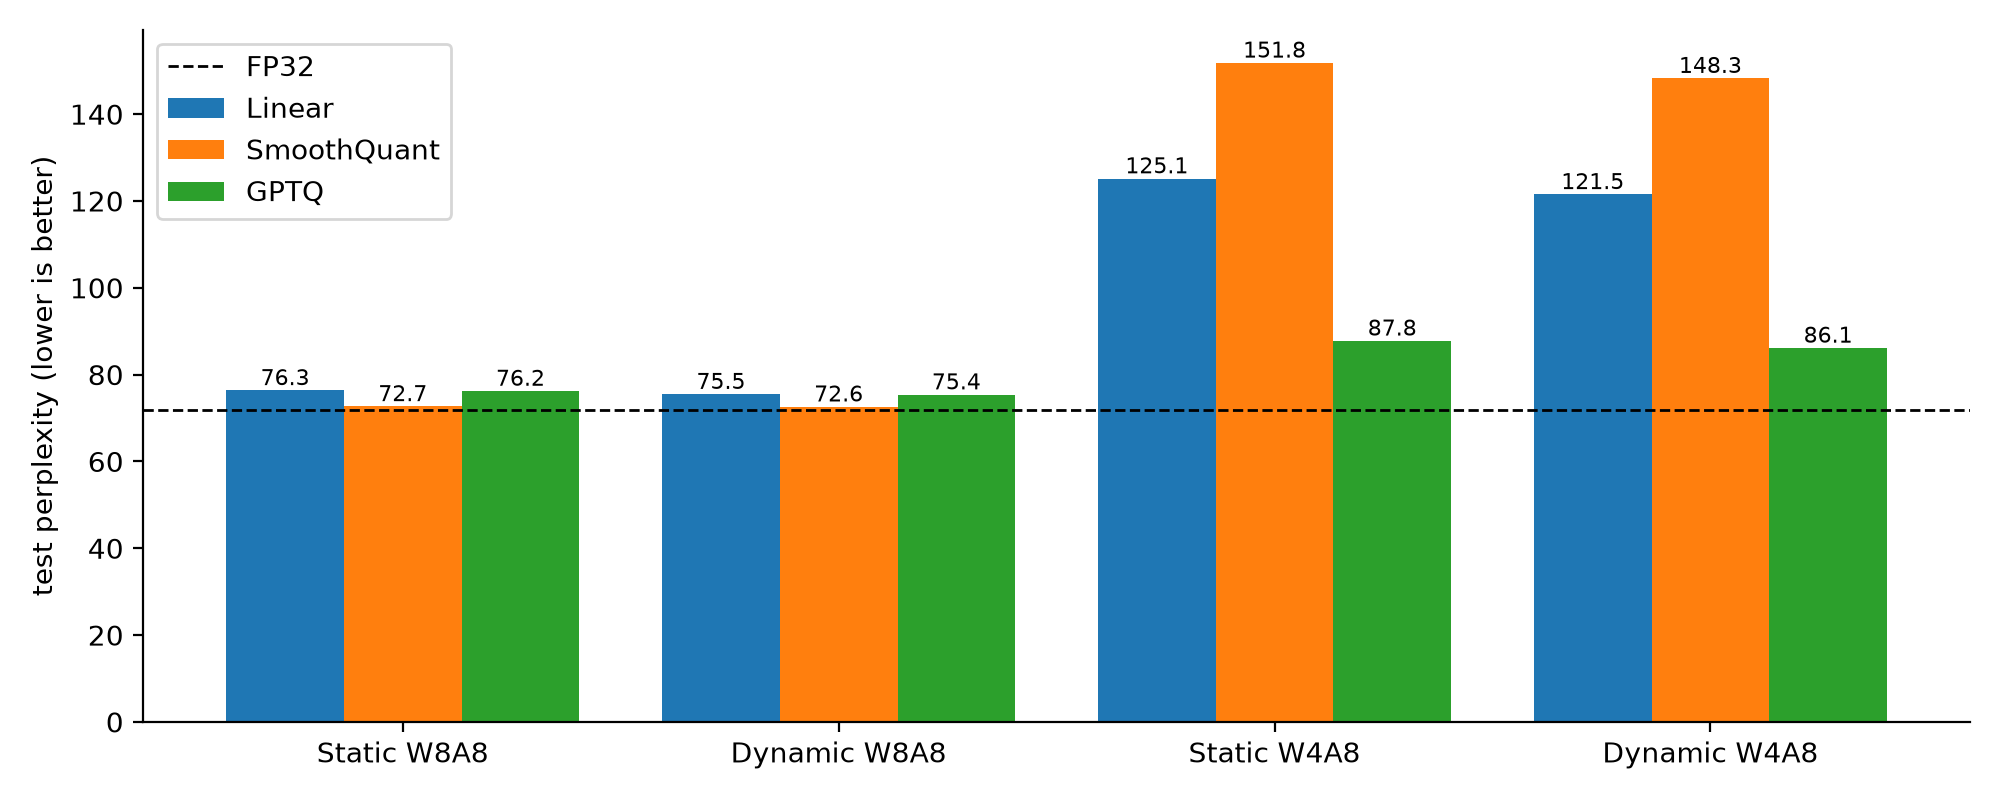 FP32
Linear
SmoothQuant
GPTQ
test perplexity (lower is better)
140
120
100
80
60
40
20
0
76.3
72.7
76.2
75.5
72.6
75.4
125.1
151.8
87.8
121.5
148.3
86.1
Static W8A8
Dynamic W8A8
Static W4A8
Dynamic W4A8